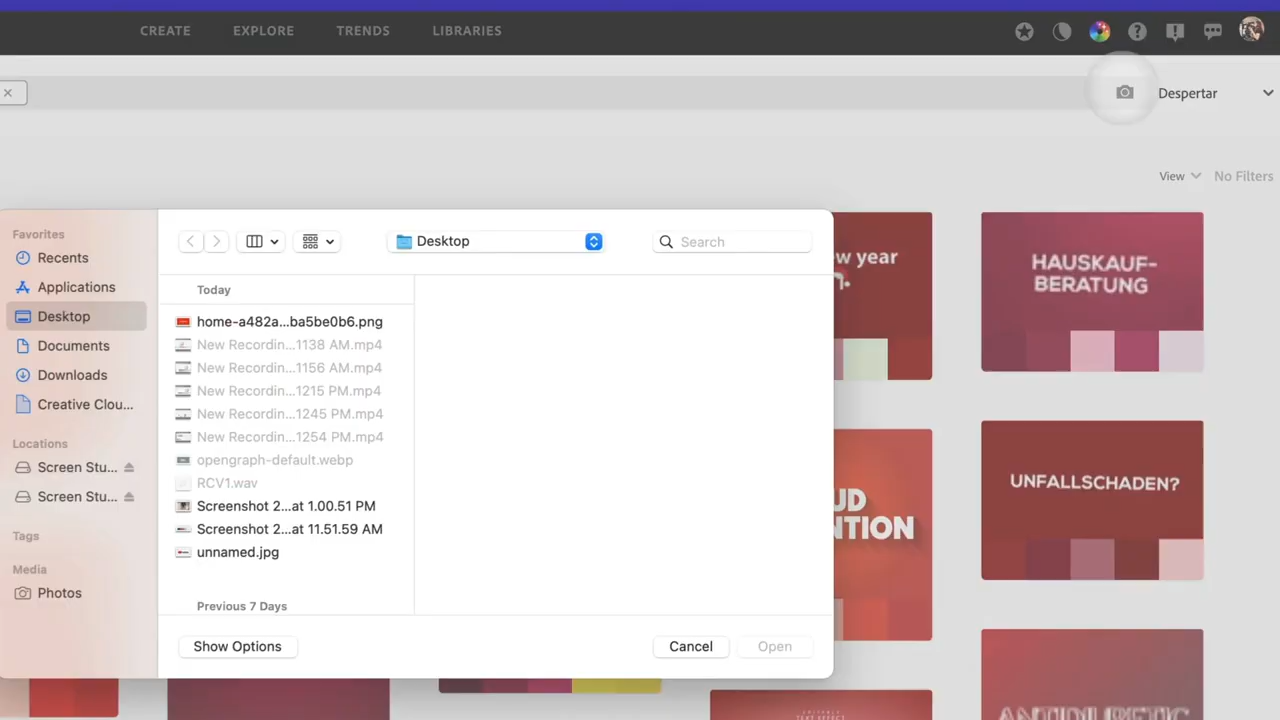 CREATE EXPLORE TRENDS LIBRARIES
Despertar
View No Filters
Favorites
Recents
Applications
Desktop
Documents
Downloads
Creative Clou...
Locations
Screen Stu...
Screen Stu...
Tags
Media
Photos
Desktop
Search
Today
home-a482a...ba5be0b6.png
New Recordin...1138 AM.mp4
New Recordin...1156 AM.mp4
New Recordin...1215 PM.mp4
New Recordin...1245 PM.mp4
New Recordin...1254 PM.mp4
opengraph-default.webp
RCV1.wav
Screenshot 2...at 1.00.51 PM
Screenshot 2...at 11.51.59 AM
unnamed.jpg
Previous 7 Days
Show Options
Cancel
Open
w year
HAUSKAUF-
BERATUNG
UD
NTION
UNFALLSCHADEN?
TEXT EFFECT